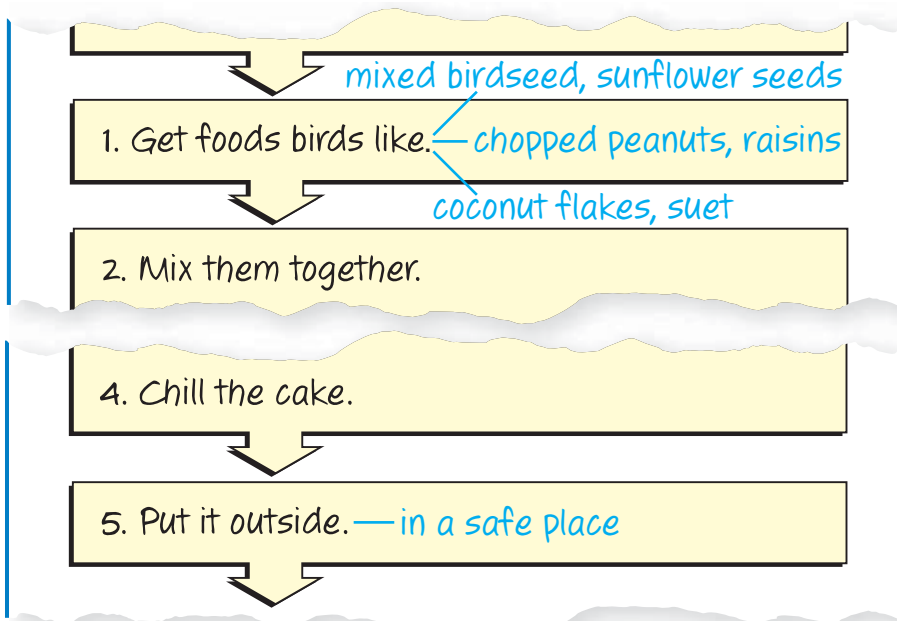 mixed birdseed, sunflower seeds
1. Get foods birds like.
chopped peanuts, raisins
coconut flakes, suet
2. Mix them together.
4. Chill the cake.
5. Put it outside.
in a safe place